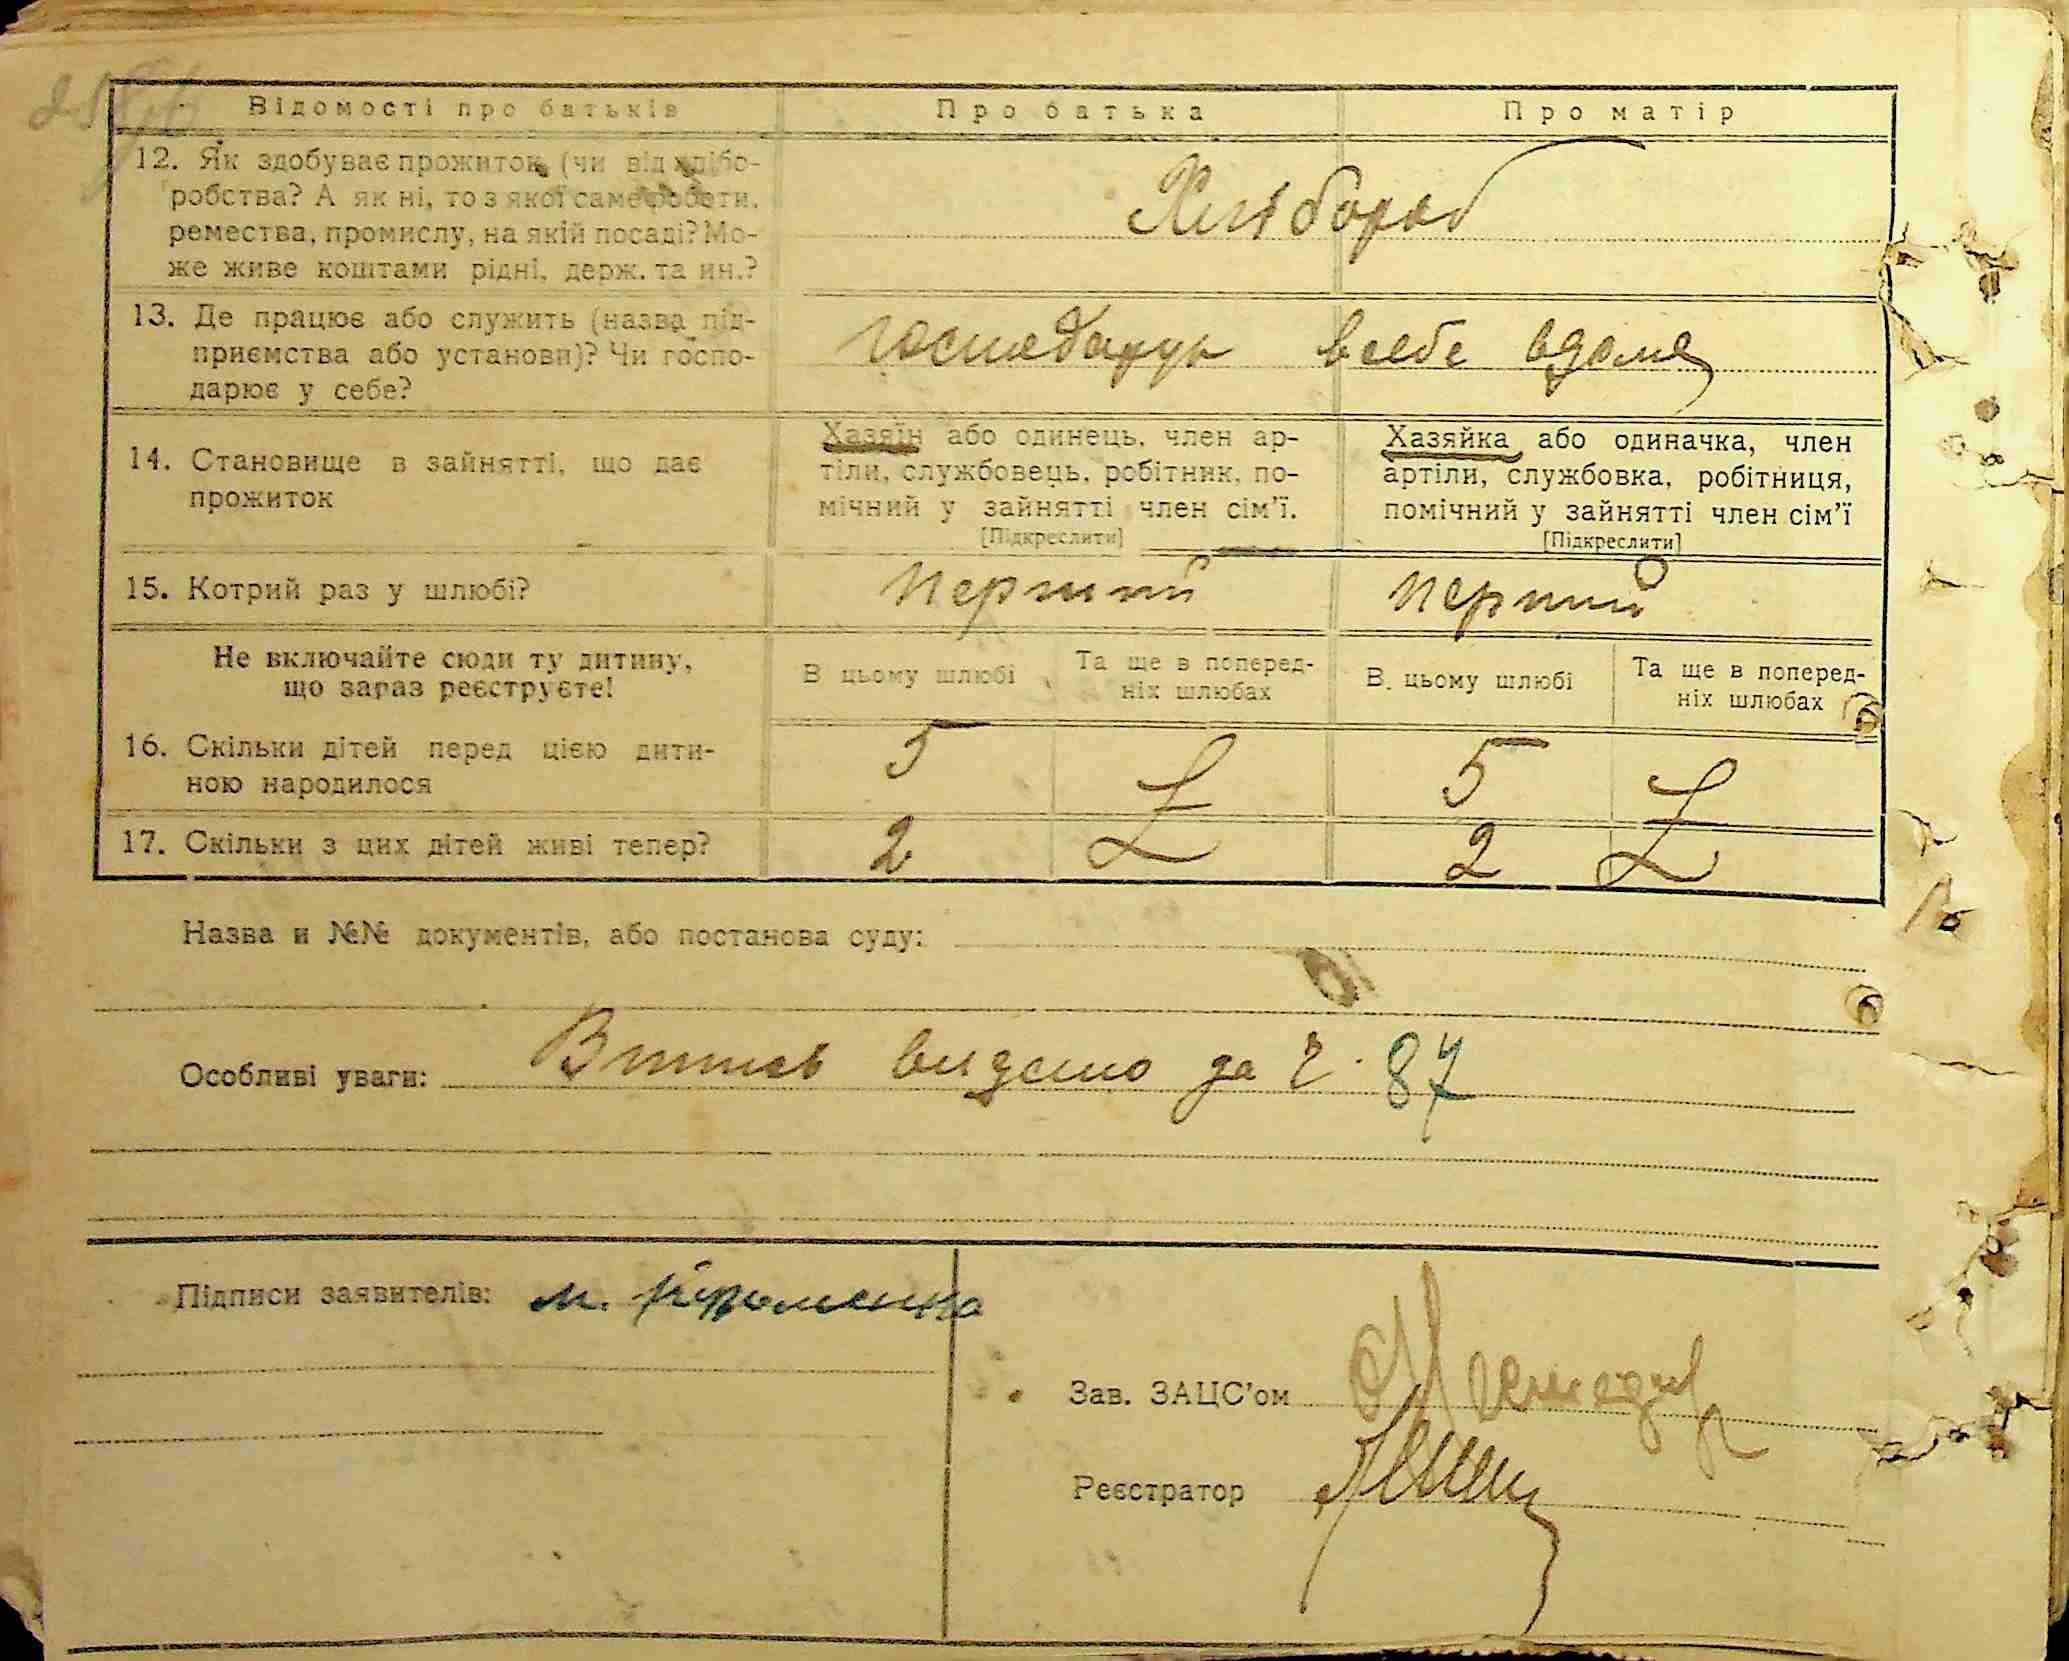 Відомості про батьків Про батька Про матір
12. Як здобуває прожиток (чи від хлібо-
робства? А як ні, то з якої саме роботи,
ремества, промислу, на якій посаді? Мо-
же живе коштами рідні, держ. та ин.?
Хлібороб
13. Де працює або служить (назва під-
приємства або установи)? Чи госпо-
дарює у себе?
господарує в себе вдома
14. Становище в зайнятті, що дає
прожиток
Хазяїн або одинець, член ар-
тіли, службовець, робітник, по-
мічний у зайнятті член сім'ї.
[Підкреслити]
Хазяйка або одиначка, член
артіли, службовка, робітниця,
помічний у зайнятті член сім'ї
[Підкреслити]
15. Котрий раз у шлюбі? перший перший
Не включайте сюди ту дитину,
що зараз реєструєте!
В цьому шлюбі
Та ще в поперед-
ніх шлюбах
В цьому шлюбі
Та ще в поперед-
ніх шлюбах
16. Скільки дітей перед цією дити-
ною народилося
5 5
17. Скільки з цих дітей живі тепер? 2 2
Назва и №№ документів, або постанова суду:
Особливі уваги: видано за 87
Підписи заявителів: м.
Зав. ЗАЦС'ом
Реєстратор